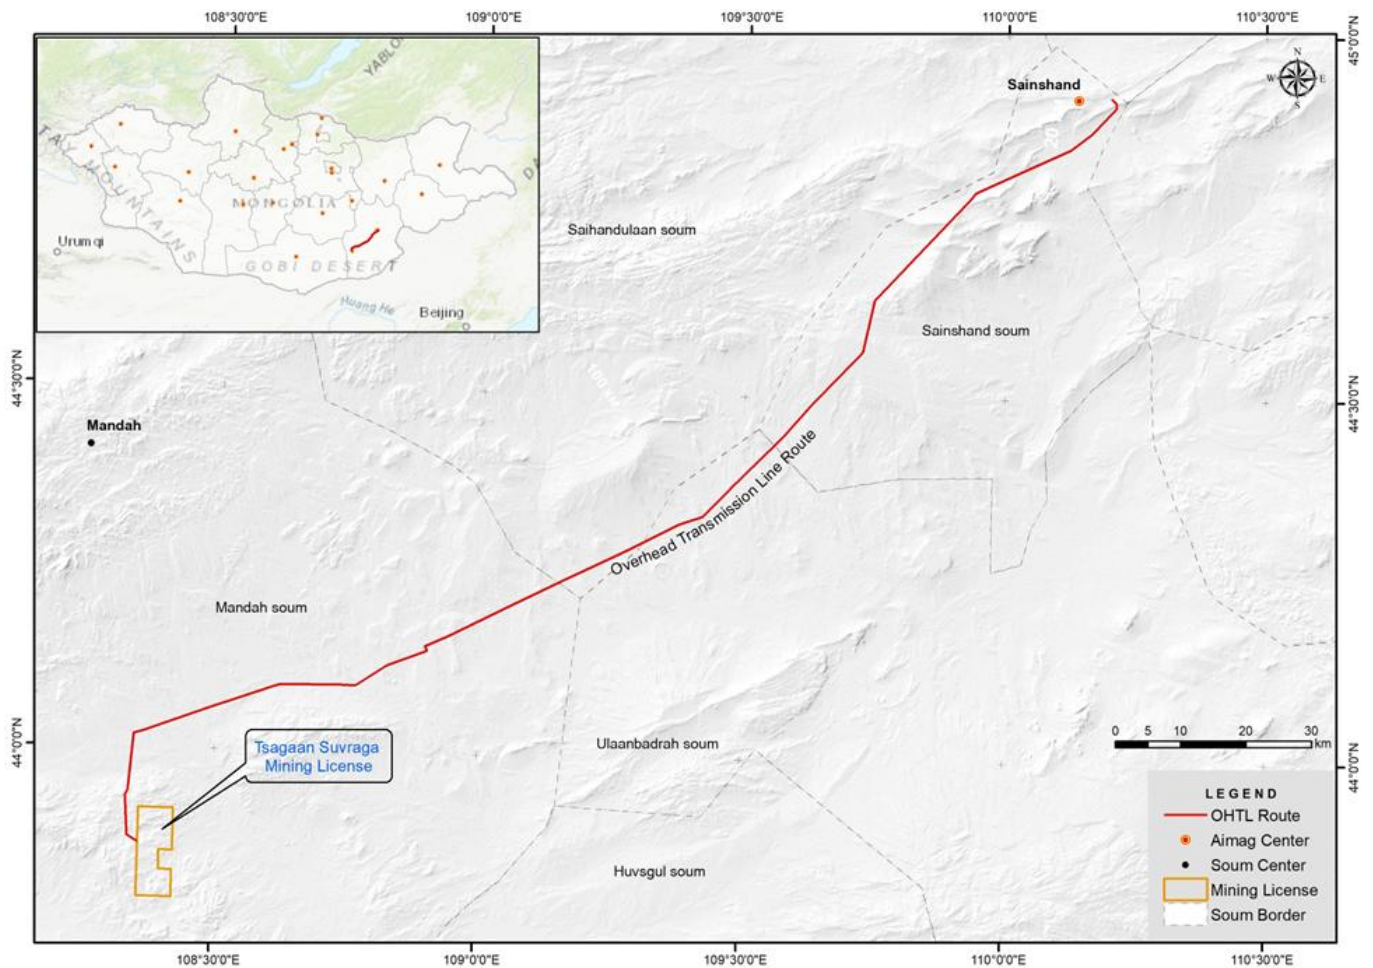 108°30'0"E
109°0'0"E
109°30'0"E
110°0'0"E
110°30'0"E
45°0'0"N
N
W
E
S
Sainshand
MONGOLIA
GOBI DESERT
Urumqi
Huang He
Beijing
Saihandulaan soum
Sainshand soum
44°30'0"N
44°30'0"N
Mandah
Overhead Transmission Line Route
Mandah soum
Tsagaan Suvraga
Mining License
Ulaanbadrah soum
44°0'0"N
44°0'0"N
0 5 10 20 30
km
Huvsgul soum
LEGEND
OHTL Route
Aimag Center
Soum Center
Mining License
Soum Border
108°30'0"E
109°0'0"E
109°30'0"E
110°0'0"E
110°30'0"E
YABLO
TAY MOUNTAINS
DA